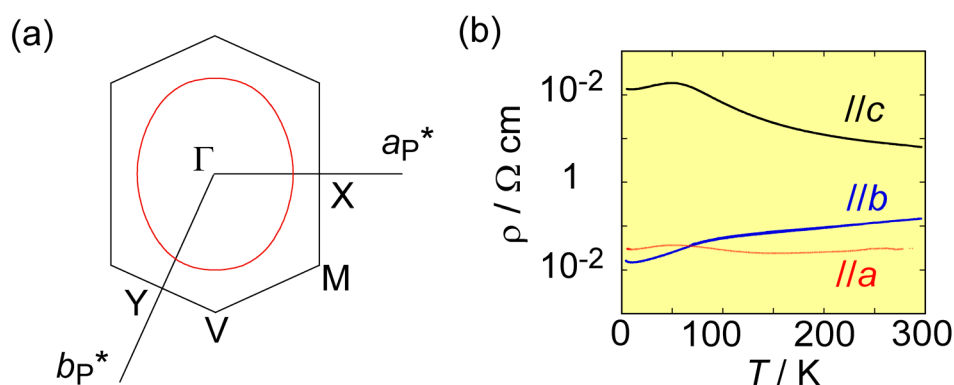 (a)
Γ
aP*
X
M
Y
V
bP*
(b)
ρ / Ω cm
10-2
1
10-2
//c
//b
//a
0
100
200
300
T / K